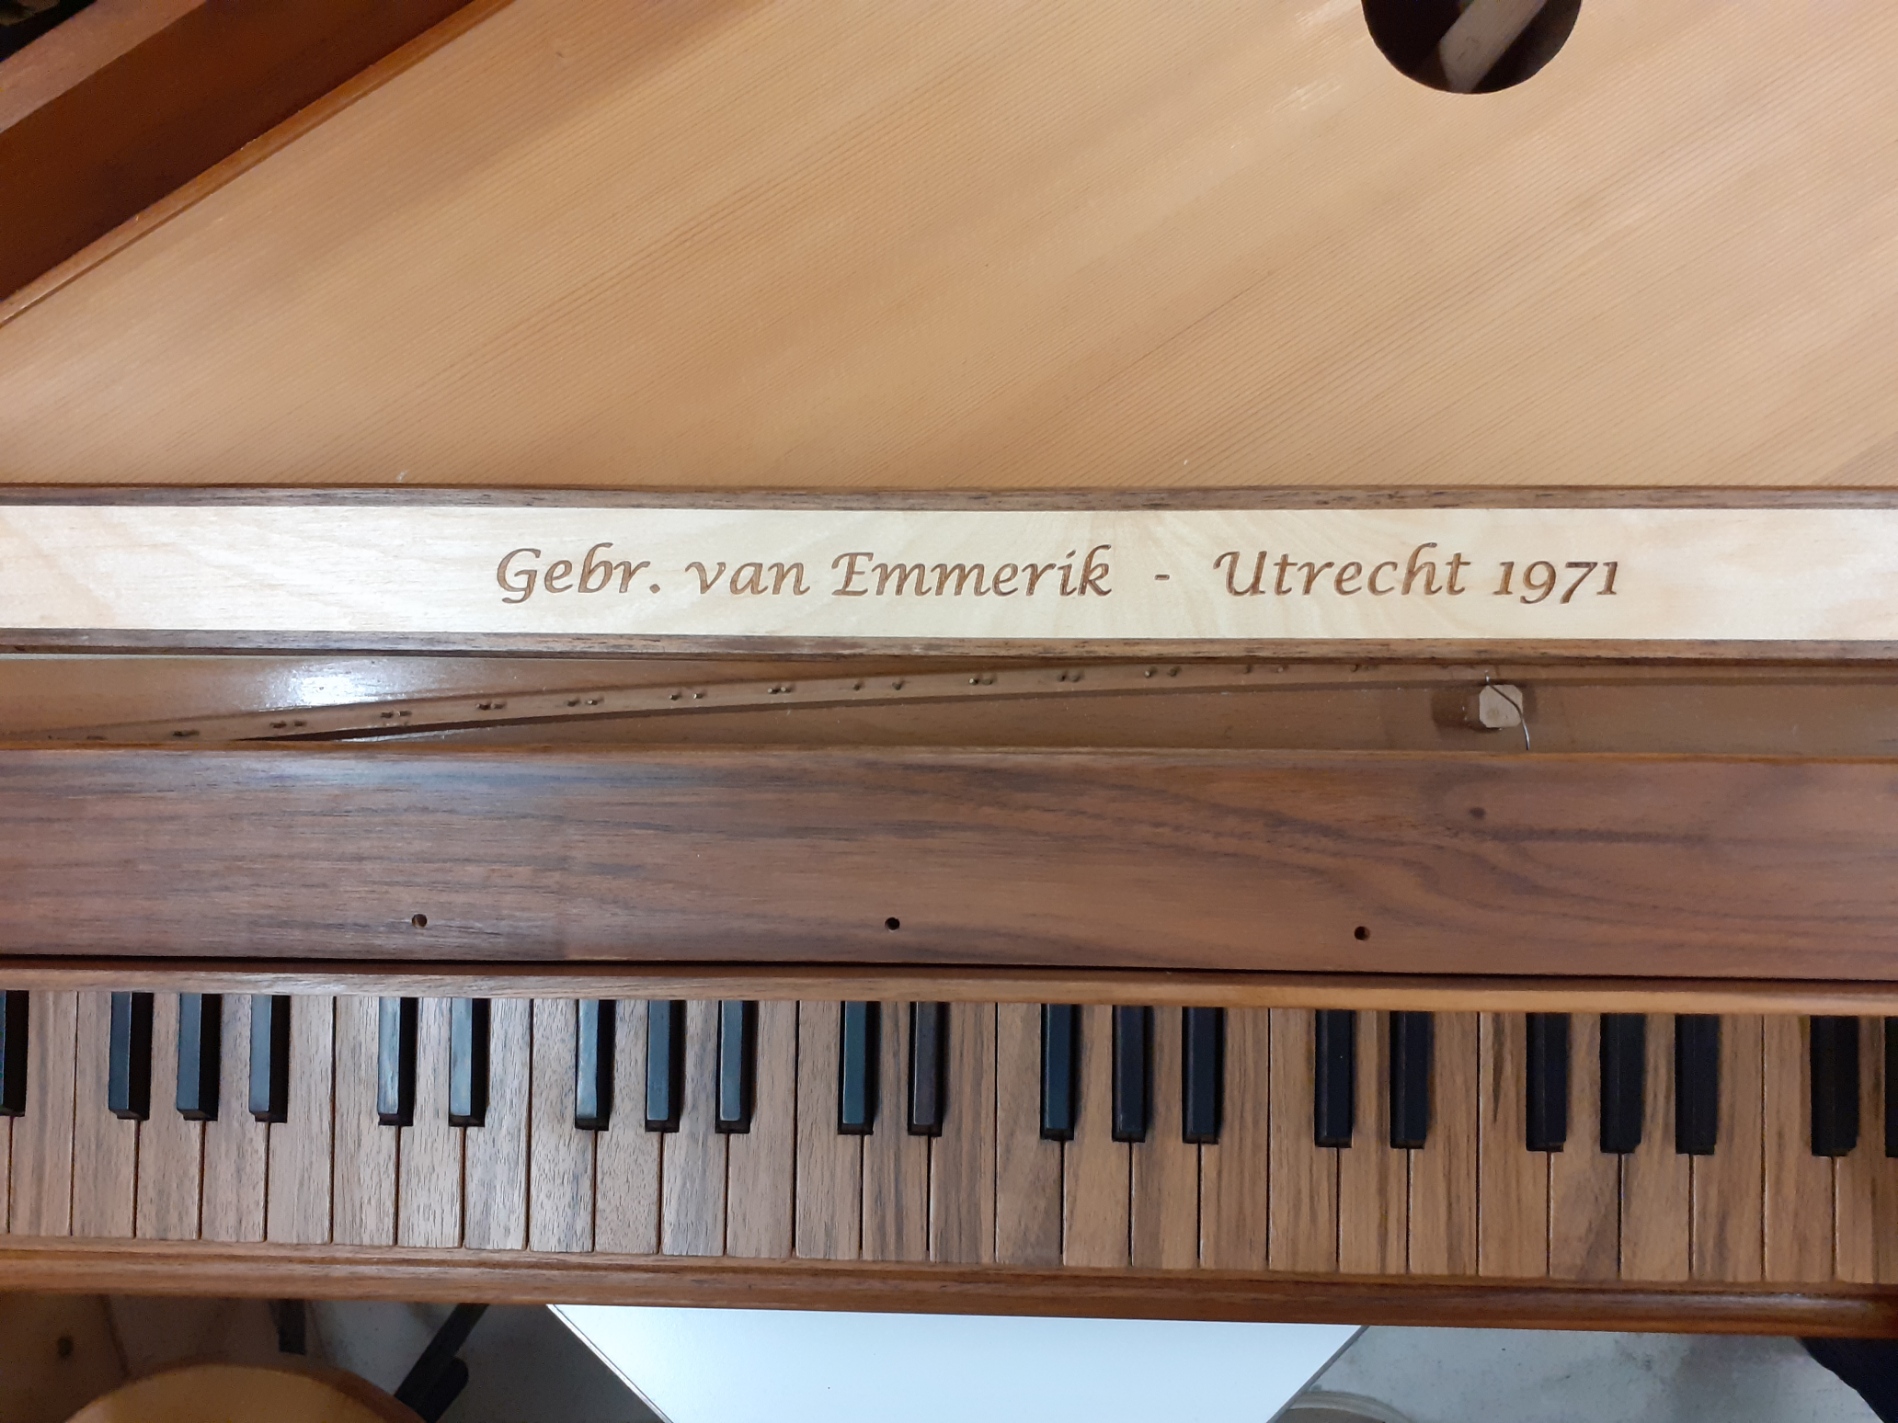 Gebr. van Emmerik - Utrecht 1971